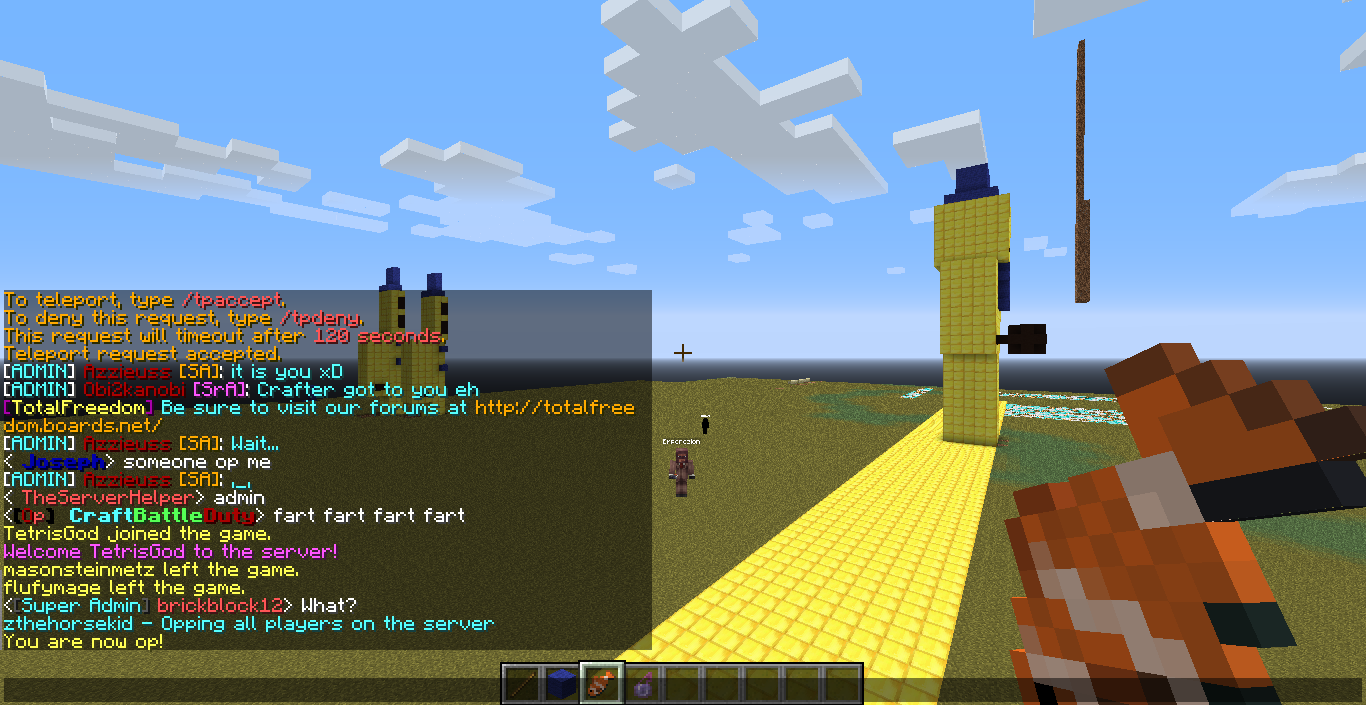 To teleport, type /tpaccept.
To deny this request, type /tpdeny.
This request will timeout after 120 seconds.
Teleport request accepted.
[ADMIN] Azzieuss [SA]: it is you xD
[ADMIN] Obi2kanobi [SrA]: Crafter got to you eh
[TotalFreedom] Be sure to visit our forums at http://totalfree
dom.boards.net/
[ADMIN] Azzieuss [SA]: Wait...
< Joseph> someone op me
[ADMIN] Azzieuss [SA]: ._.
< TheServerHelper> admin
<[Op] CraftBattleDuty> fart fart fart fart
TetrisGod joined the game.
Welcome TetrisGod to the server!
masonsteinmetz left the game.
flufymage left the game.
<[Super Admin] brickblock12> What?
zthehorsekid - Opping all players on the server
You are now op!